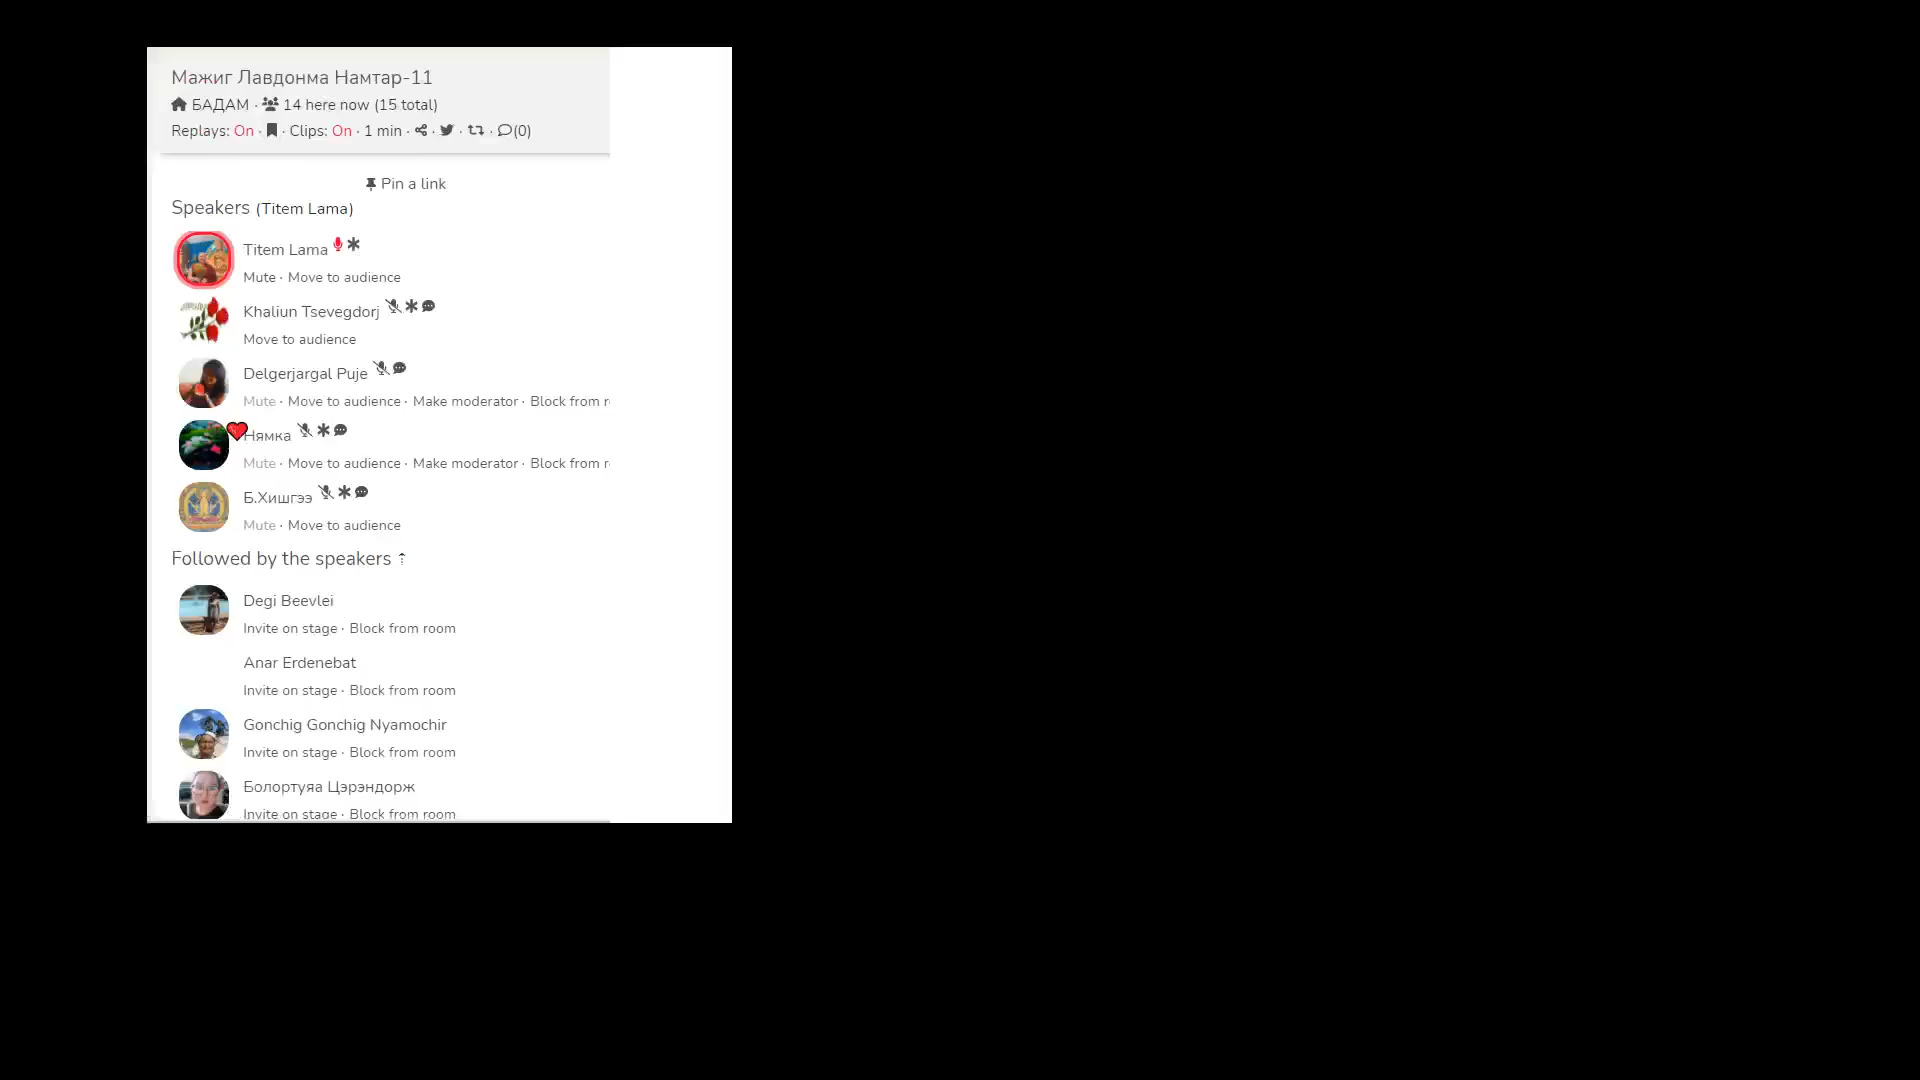 Мажиг Лавдонма Намтар-11
БАДАМ · 14 here now (15 total)
Replays: On · · Clips: On · 1 min · · · · (0)
Pin a link
Speakers (Titem Lama)
Titem Lama
Mute · Move to audience
Khaliun Tsevegdorj
Move to audience
Delgerjargal Puje
Mute · Move to audience · Make moderator · Block from r
Нямка
Mute · Move to audience · Make moderator · Block from r
Б.Хишгээ
Mute · Move to audience
Followed by the speakers ⇡
Degi Beevlei
Invite on stage · Block from room
Anar Erdenebat
Invite on stage · Block from room
Gonchig Gonchig Nyamochir
Invite on stage · Block from room
Болортуяа Цэрэндорж
Invite on stage · Block from room